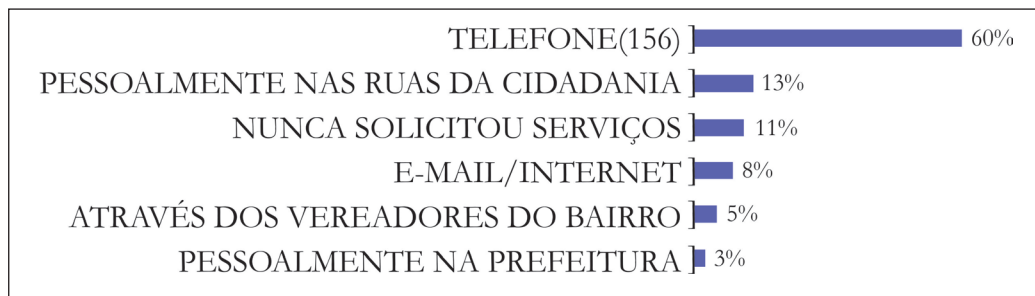 TELEFONE(156) 60%
PESSOALMENTE NAS RUAS DA CIDADANIA 13%
NUNCA SOLICITOU SERVIÇOS 11%
E-MAIL/INTERNET 8%
ATRAVÉS DOS VEREADORES DO BAIRRO 5%
PESSOALMENTE NA PREFEITURA 3%